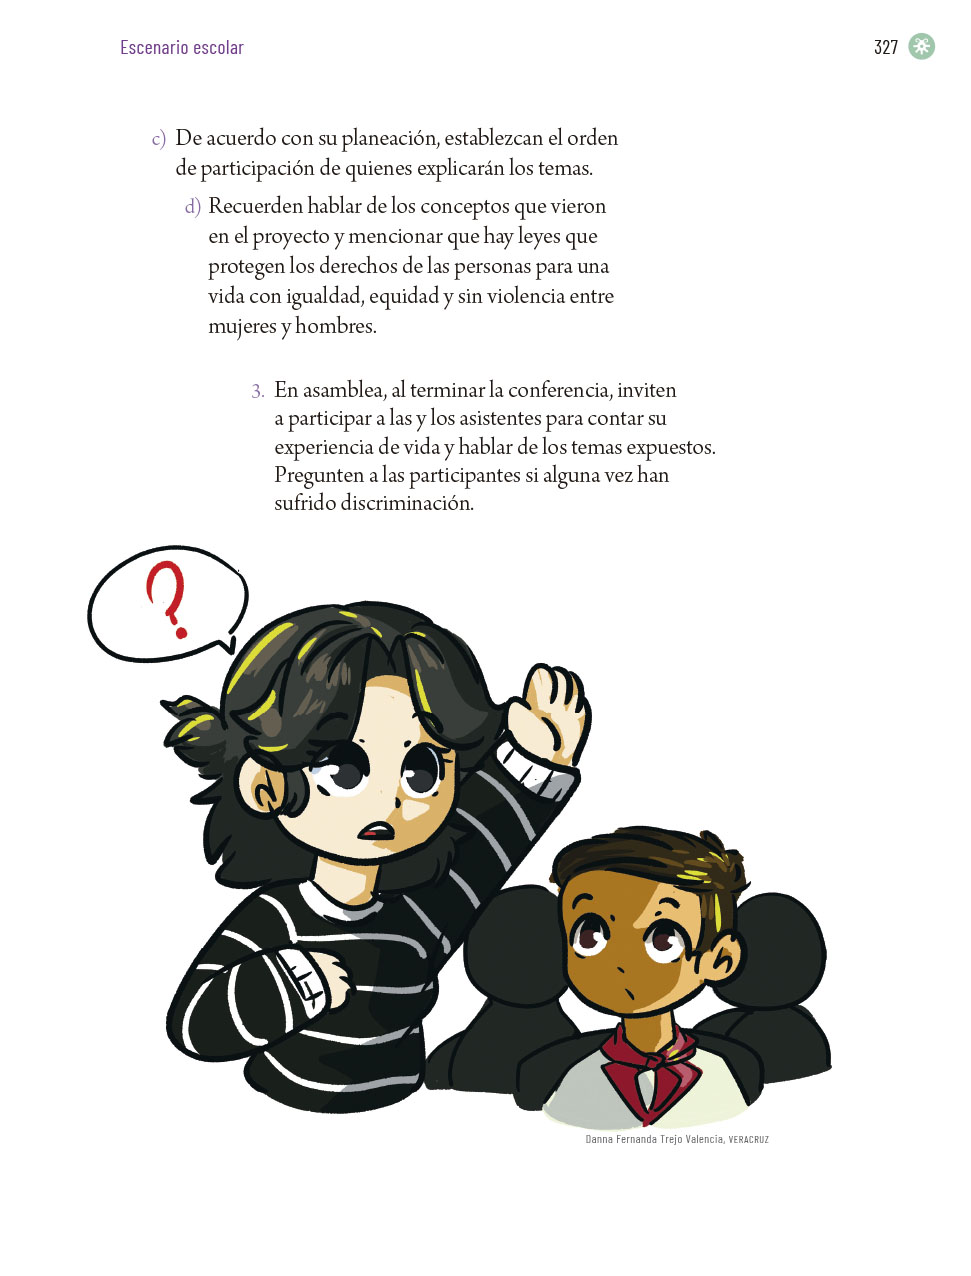 Escenario escolar
327
c) De acuerdo con su planeación, establezcan el orden
de participación de quienes explicarán los temas.
d) Recuerden hablar de los conceptos que vieron
en el proyecto y mencionar que hay leyes que
protegen los derechos de las personas para una
vida con igualdad, equidad y sin violencia entre
mujeres y hombres.
3. En asamblea, al terminar la conferencia, inviten
a participar a las y los asistentes para contar su
experiencia de vida y hablar de los temas expuestos.
Pregunten a las participantes si alguna vez han
sufrido discriminación.
?
Danna Fernanda Trejo Valencia, VERACRUZ